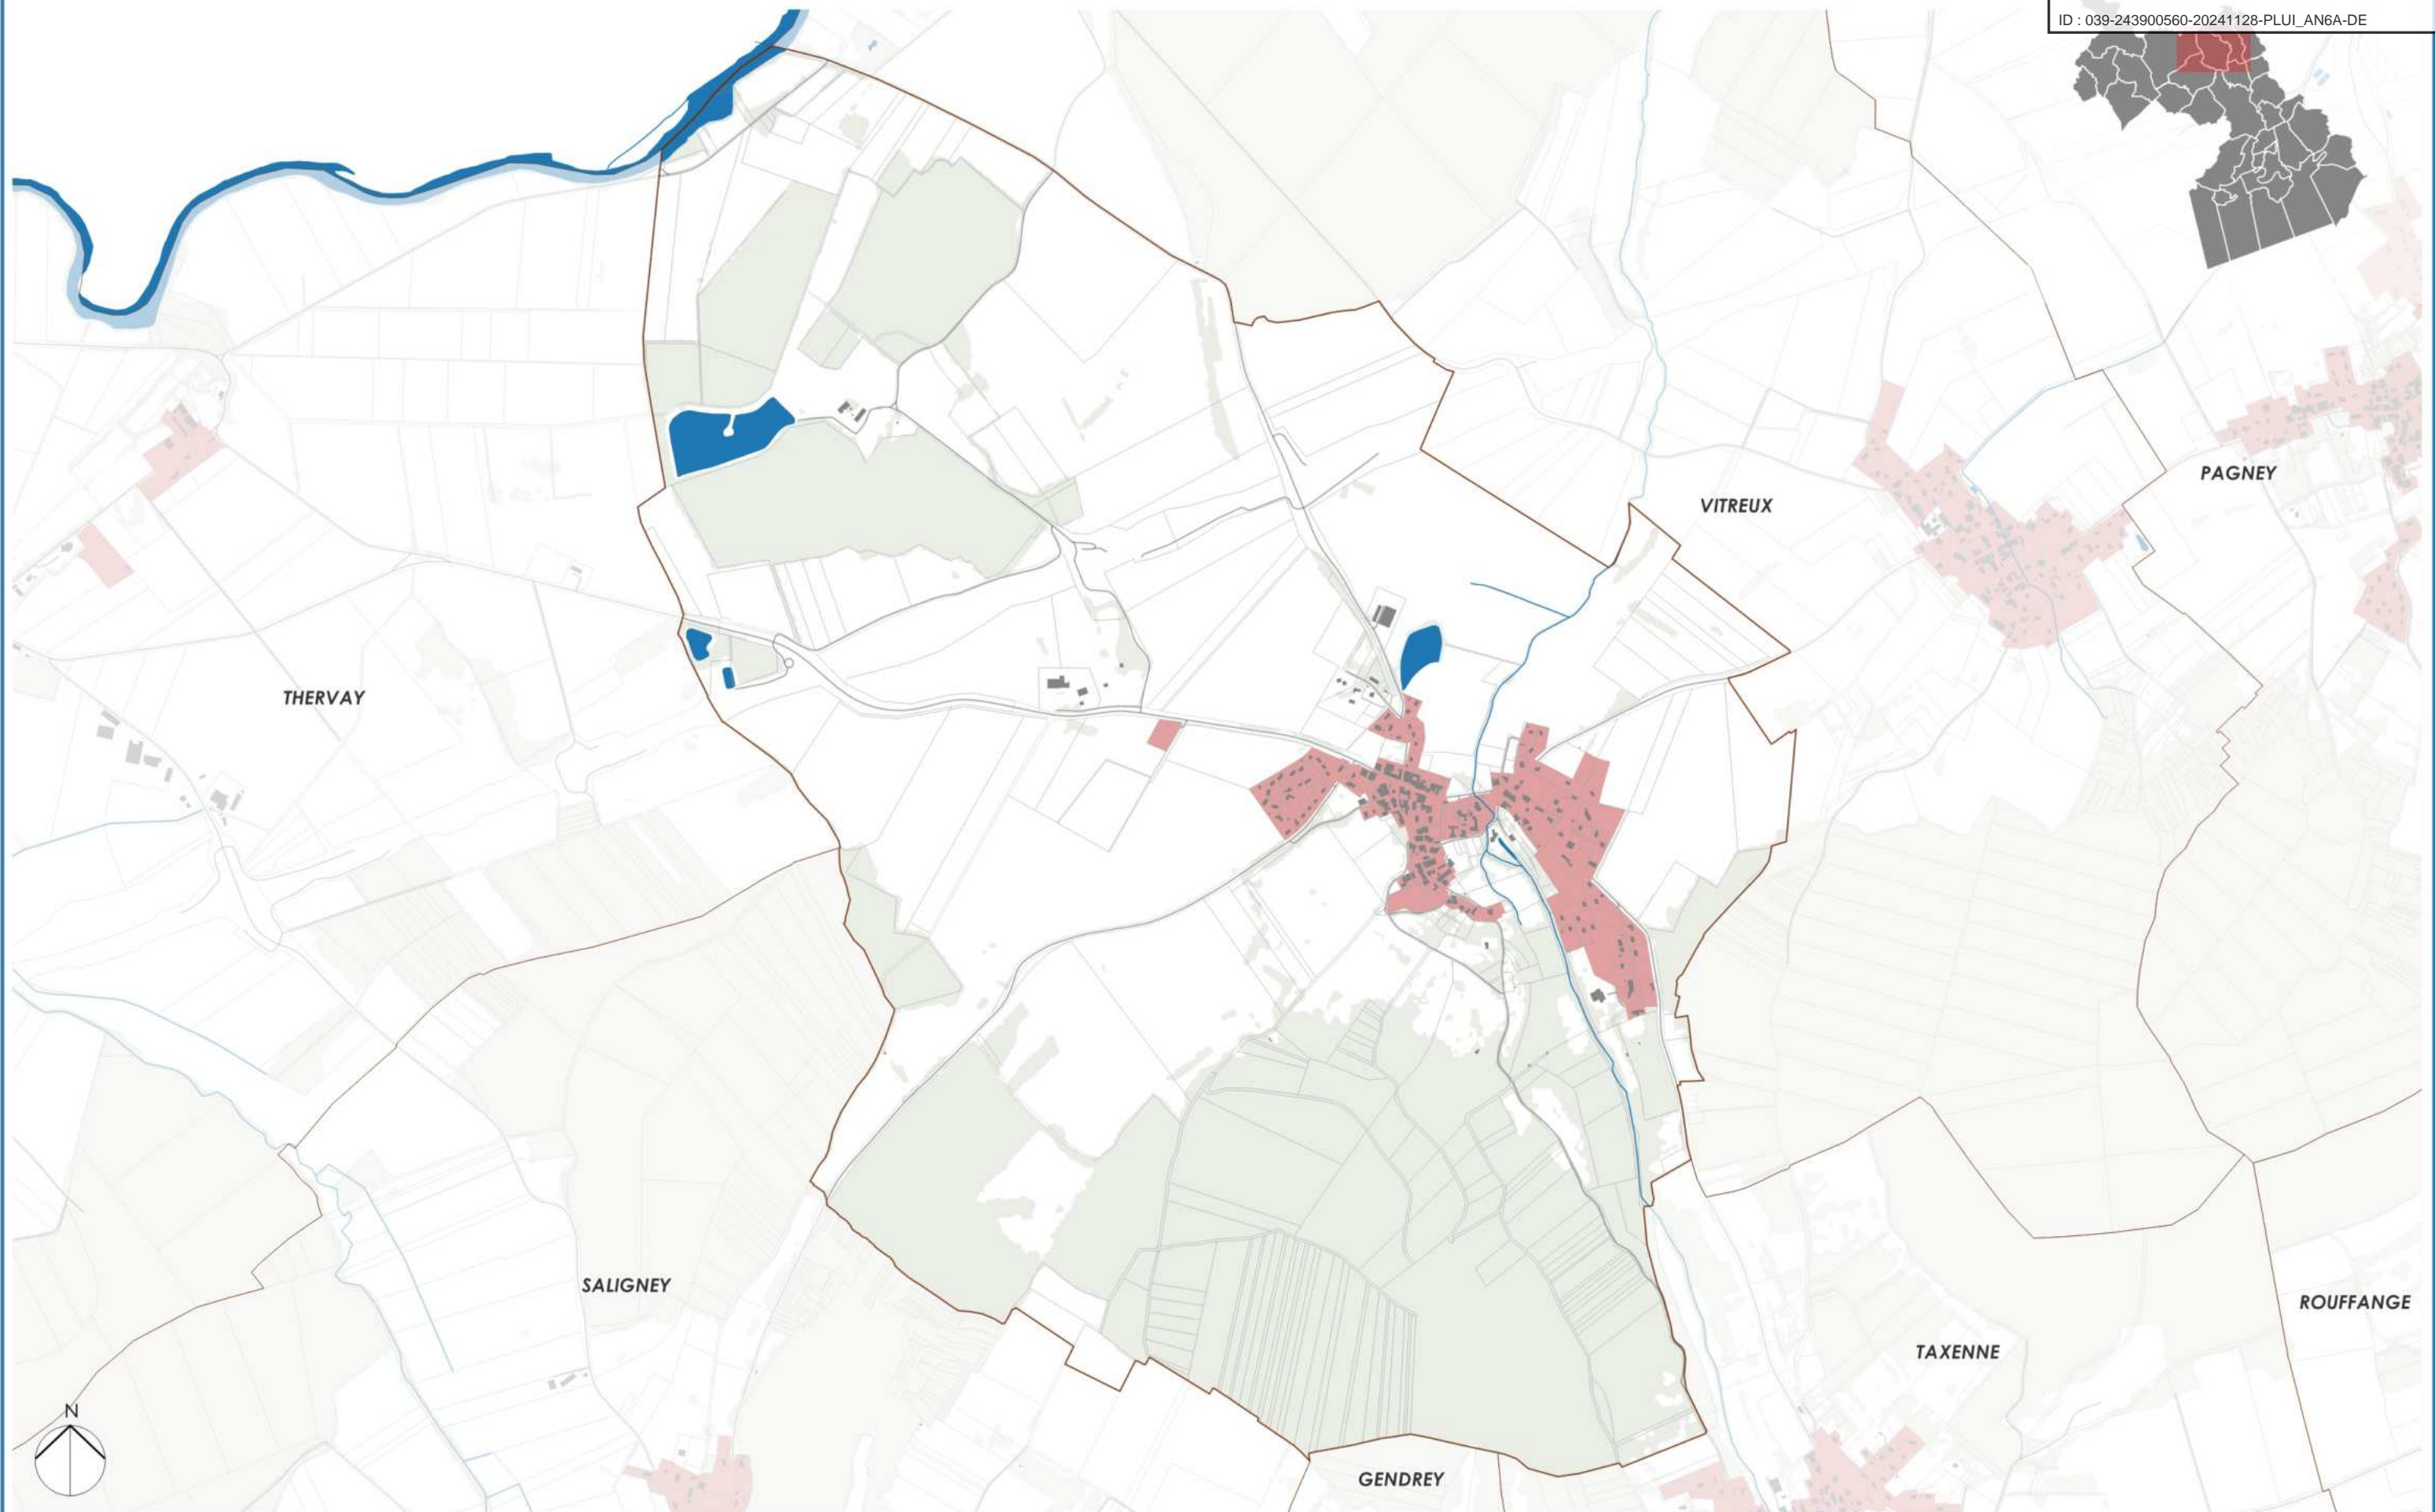 ID : 039-243900560-20241128-PLUI_AN6A-DE
PAGNEY
VITREUX
THERVAY
SALIGNEY
ROUFFANGE
TAXENNE
N
GENDREY